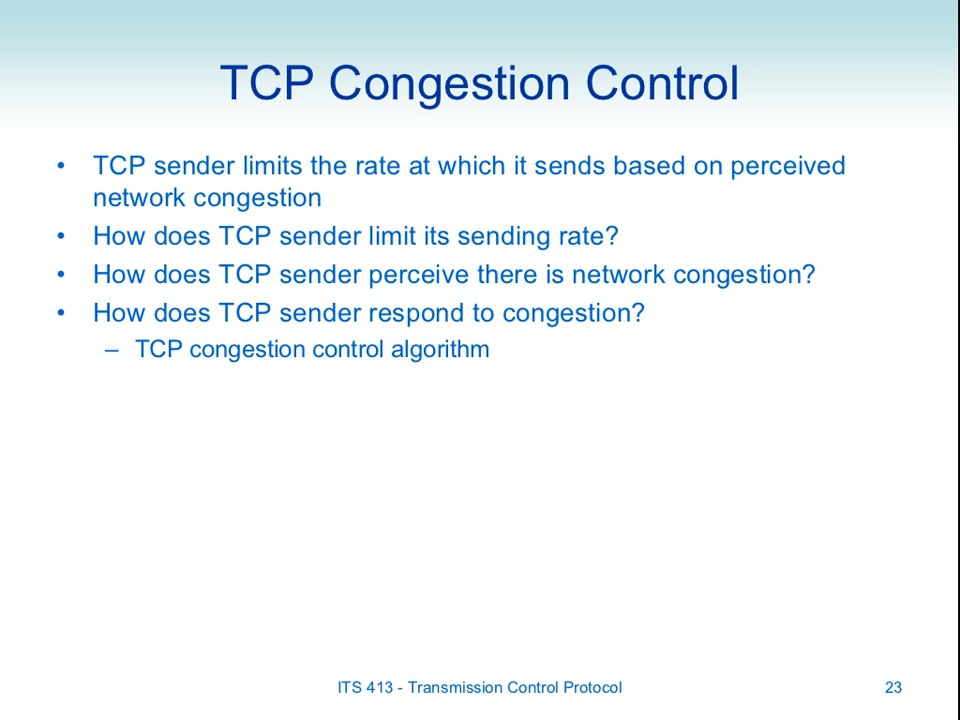 TCP Congestion Control
• TCP sender limits the rate at which it sends based on perceived
network congestion
• How does TCP sender limit its sending rate?
• How does TCP sender perceive there is network congestion?
• How does TCP sender respond to congestion?
– TCP congestion control algorithm
ITS 413 - Transmission Control Protocol 23